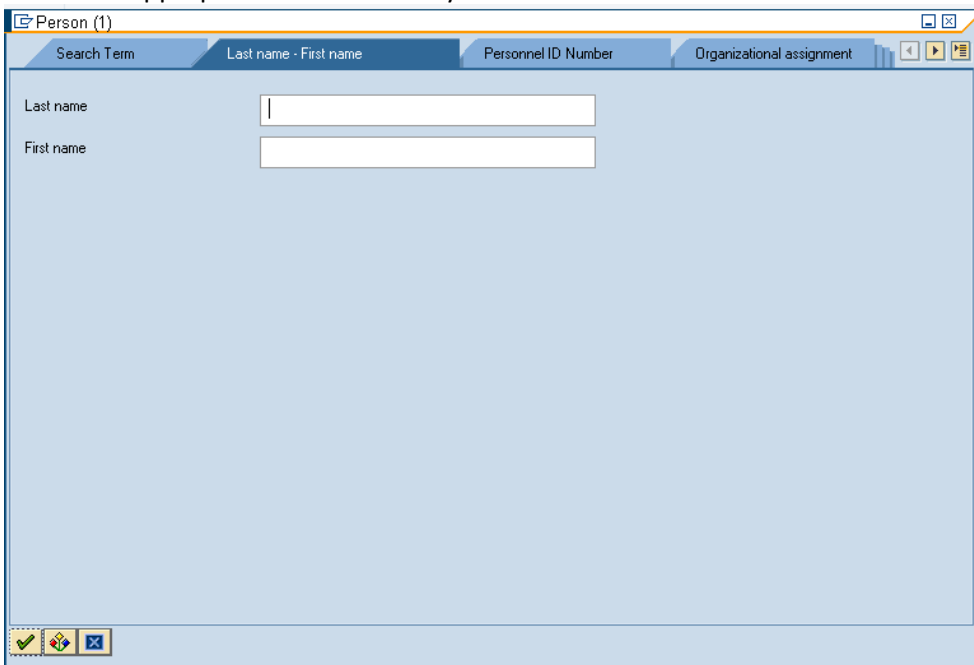 Person (1)
Search Term
Last name - First name
Personnel ID Number
Organizational assignment
Last name
First name